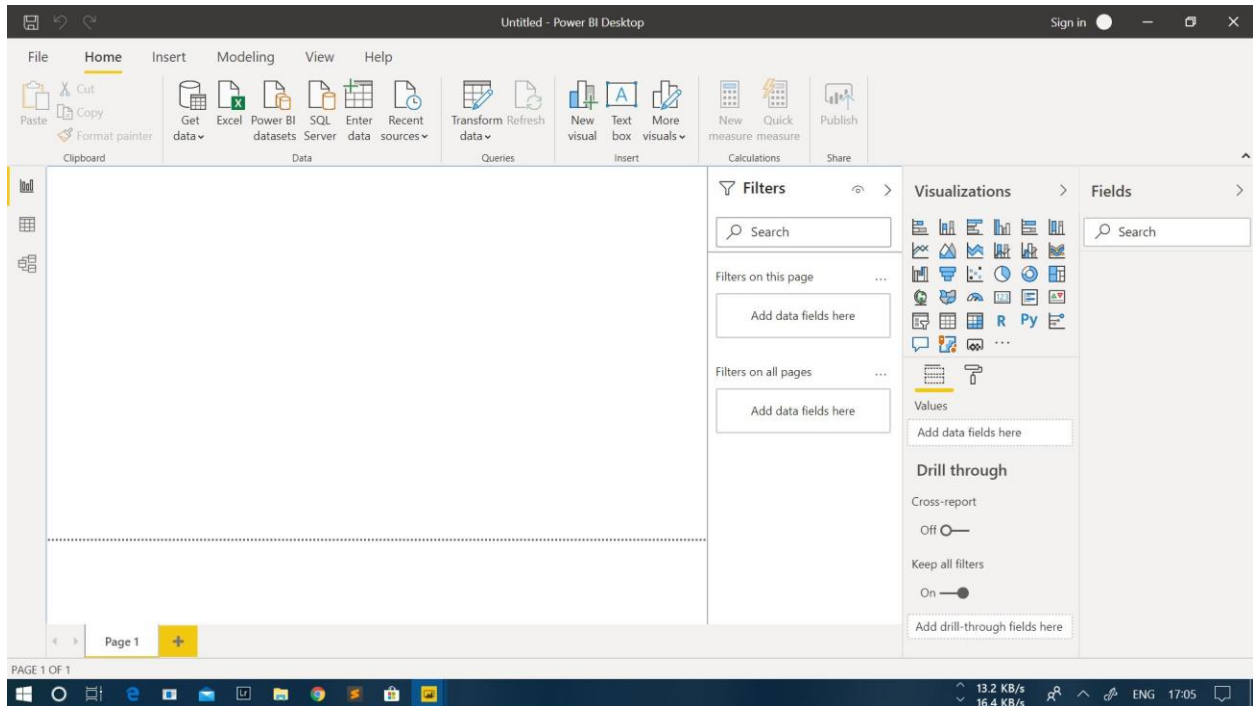 Untitled - Power BI Desktop
Sign in
File Home Insert Modeling View Help
Paste
Cut
Copy
Format painter
Clipboard
Get data
Excel
Power BI datasets
SQL Server
Enter data
Recent sources
Data
Transform data
Refresh
Queries
New visual
Text box
More visuals
Insert
New measure
Quick measure
Calculations
Publish
Share
Filters
Search
Filters on this page
Add data fields here
Filters on all pages
Add data fields here
Visualizations
R Py
Values
Add data fields here
Drill through
Cross-report
Off
Keep all filters
On
Add drill-through fields here
Fields
Search
Page 1
PAGE 1 OF 1
Lr
13.2 KB/s
16.4 KB/s
ENG 17:05